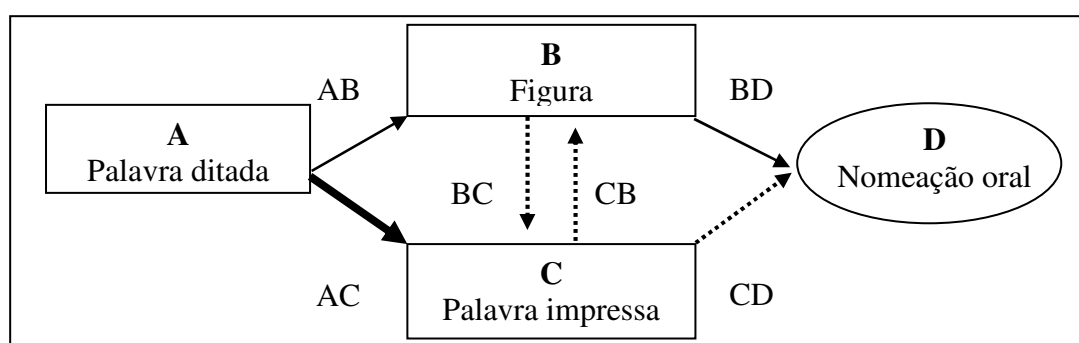 A
Palavra ditada
AB
B
Figura
BD
BC
CB
D
Nomeação oral
AC
C
Palavra impressa
CD